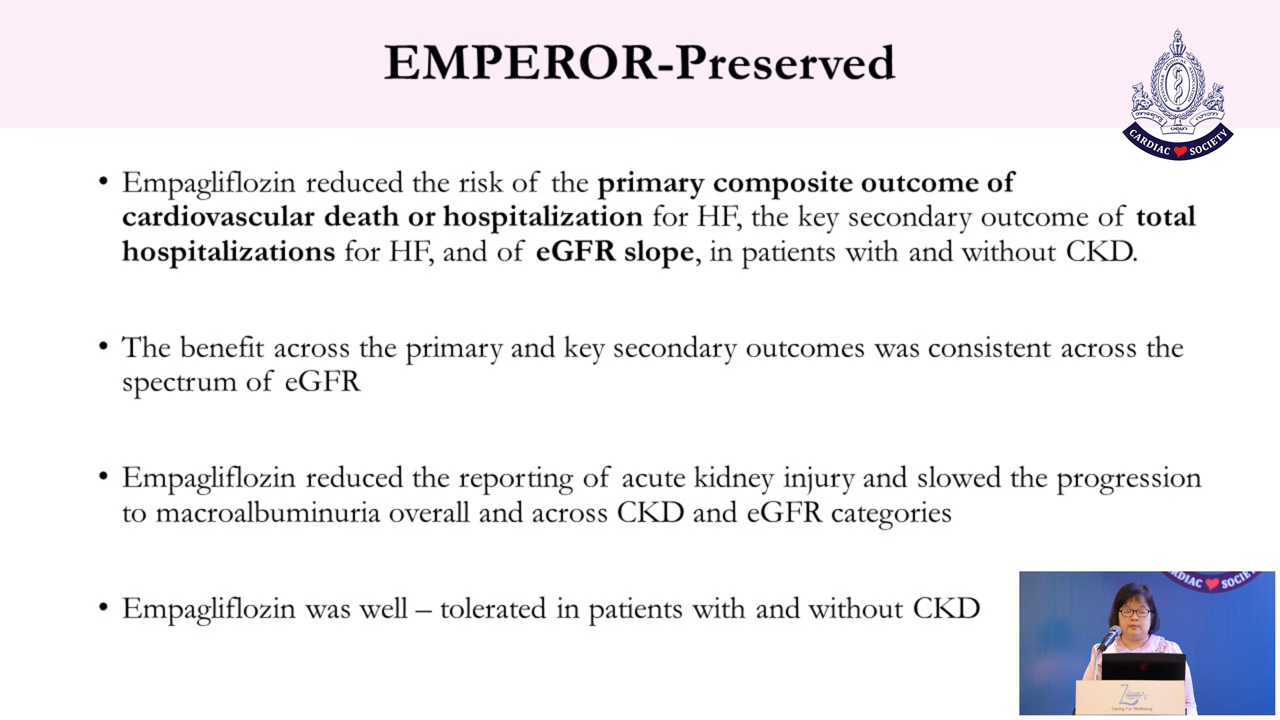 EMPEROR-Preserved
CARDIAC SOCIETY
• Empagliflozin reduced the risk of the primary composite outcome of
cardiovascular death or hospitalization for HF, the key secondary outcome of total
hospitalizations for HF, and of eGFR slope, in patients with and without CKD.
• The benefit across the primary and key secondary outcomes was consistent across the
spectrum of eGFR
• Empagliflozin reduced the reporting of acute kidney injury and slowed the progression
to macroalbuminuria overall and across CKD and eGFR categories
• Empagliflozin was well – tolerated in patients with and without CKD
Caring For Wellbeing